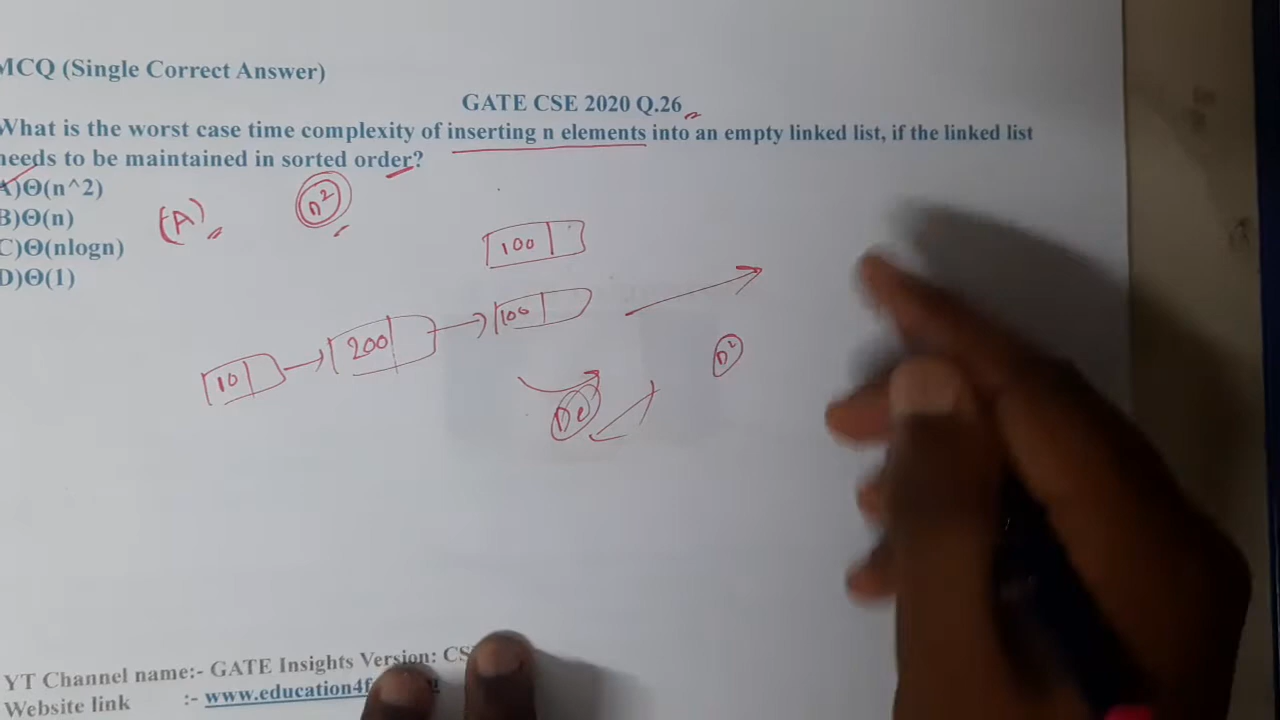 MCQ (Single Correct Answer)
GATE CSE 2020 Q.26
What is the worst case time complexity of inserting n elements into an empty linked list, if the linked list
needs to be maintained in sorted order?
A)Θ(n^2)
B)Θ(n)
C)Θ(nlogn)
D)Θ(1)
(A)
n²
100
10 200 100
n²
YT Channel name:- GATE Insights Version: CS
Website link :- www.education4f